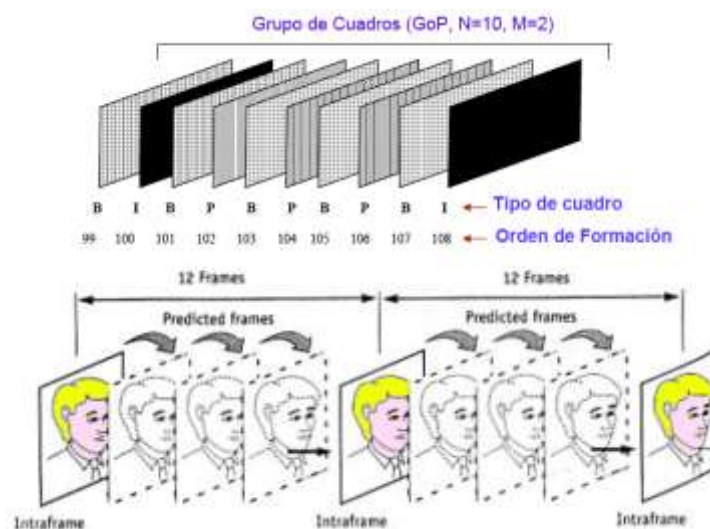 Grupo de Cuadros (GoP, N=10, M=2)
B I B P B P B P B I ← Tipo de cuadro
99 100 101 102 103 104 105 106 107 108 ← Orden de Formación
12 Frames 12 Frames
Predicted frames Predicted frames
Intraframe Intraframe Intraframe